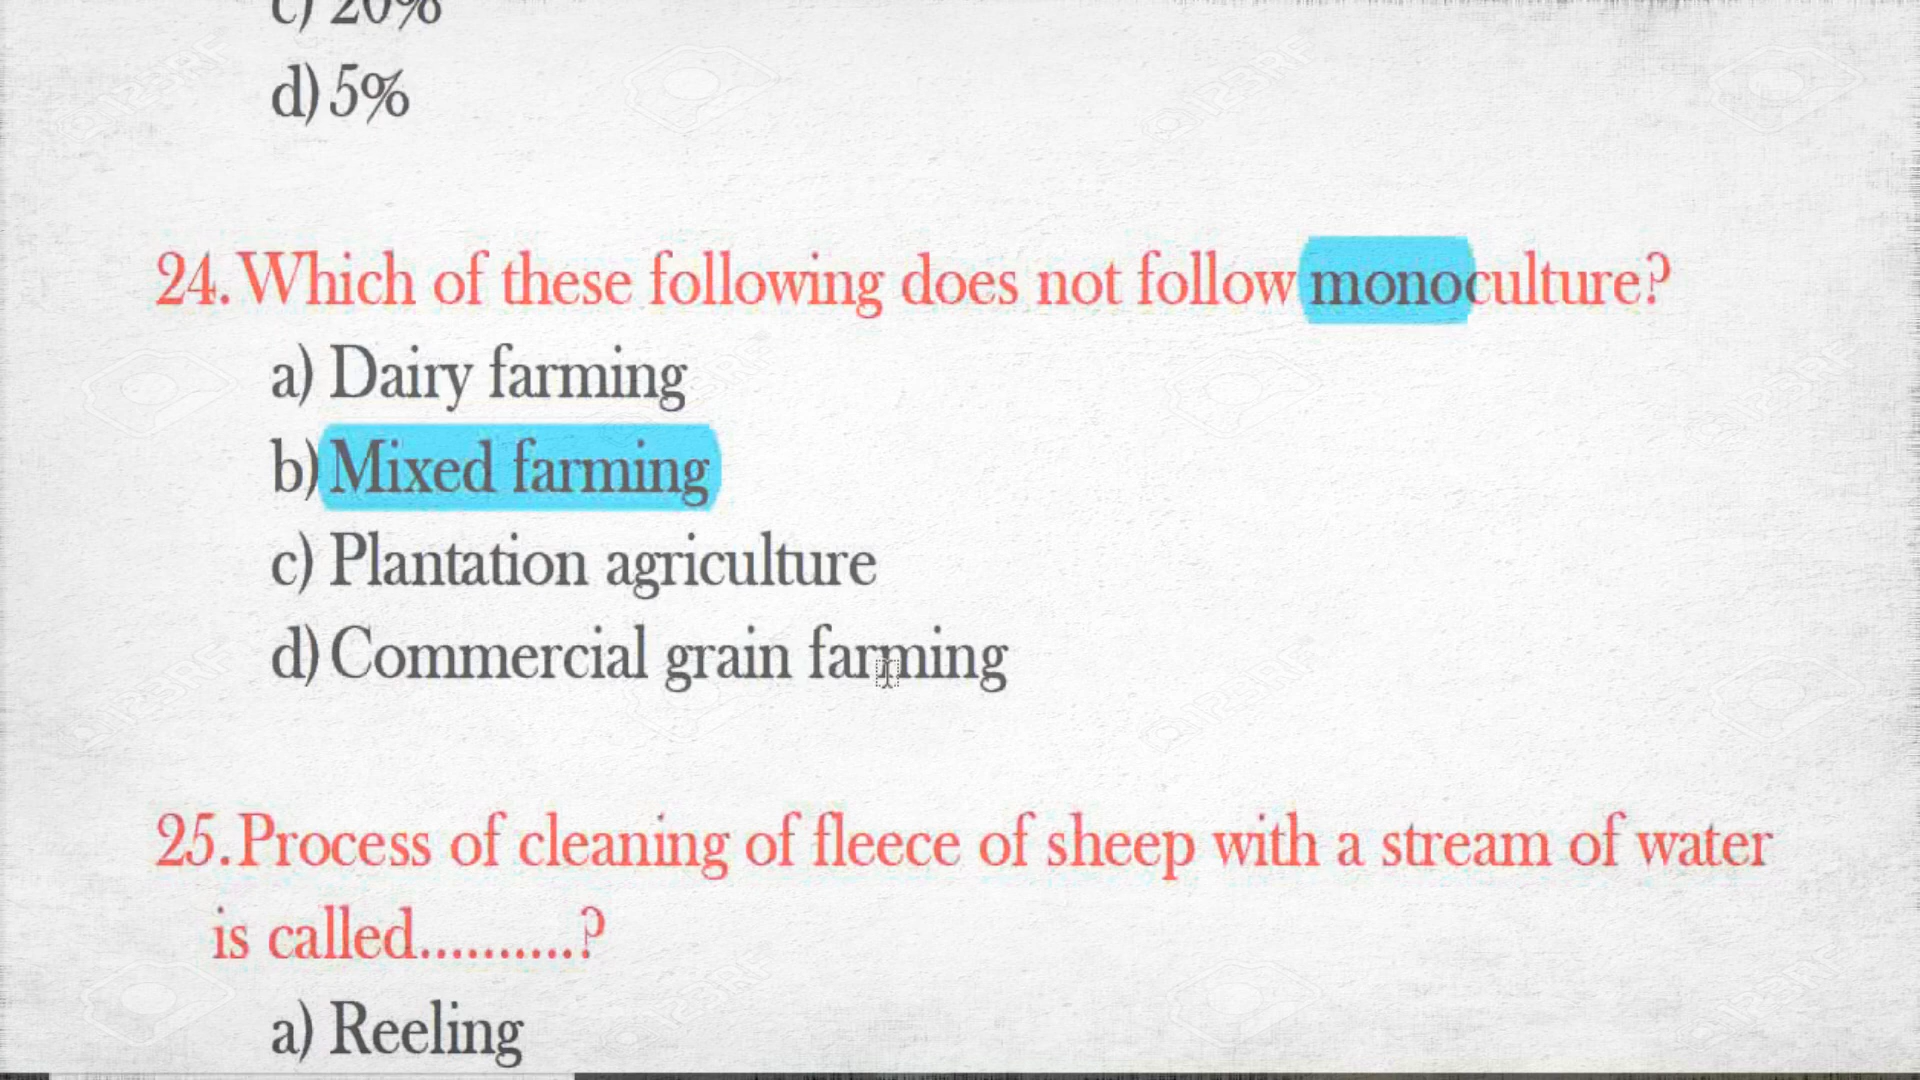 c) 20%
d) 5%
24. Which of these following does not follow monoculture?
a) Dairy farming
b) Mixed farming
c) Plantation agriculture
d) Commercial grain farming
25. Process of cleaning of fleece of sheep with a stream of water
is called..........?
a) Reeling